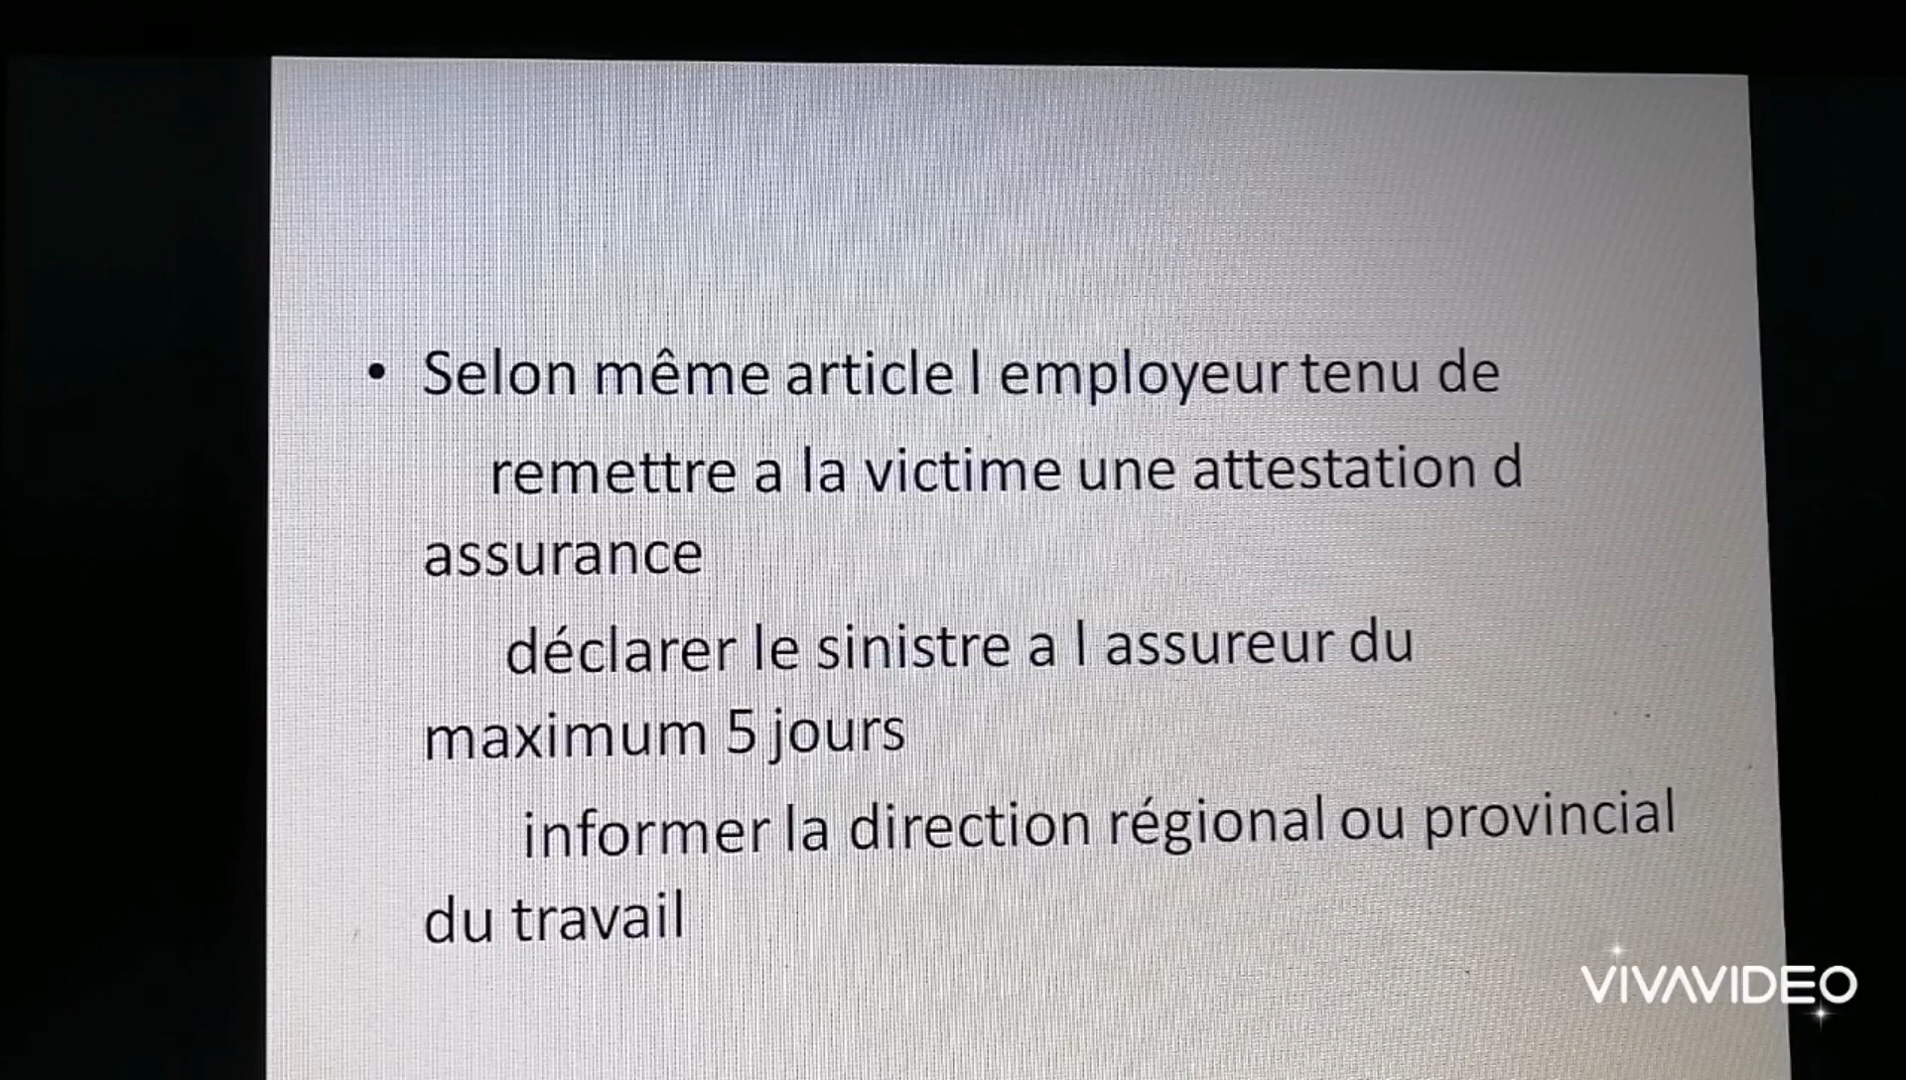 • Selon même article l employeur tenu de
remettre a la victime une attestation d
assurance
déclarer le sinistre a l assureur du
maximum 5 jours
informer la direction régional ou provincial
du travail
VIVAVIDEO